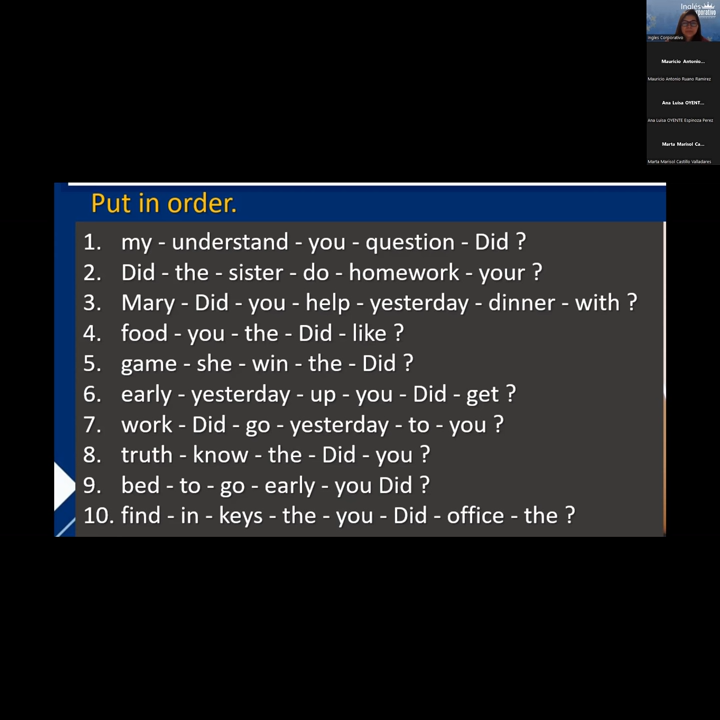 Inglés
Corporativo
Ingles Corporativo
Mauricio Antonio...
Mauricio Antonio Ruano Ramirez
Ana Luisa OYENT...
Ana Luisa OYENTE Espinoza Perez
Marta Marisol Ca...
Marta Marisol Castillo Valladares
Put in order.
1. my - understand - you - question - Did ?
2. Did - the - sister - do - homework - your ?
3. Mary - Did - you - help - yesterday - dinner - with ?
4. food - you - the - Did - like ?
5. game - she - win - the - Did ?
6. early - yesterday - up - you - Did - get ?
7. work - Did - go - yesterday - to - you ?
8. truth - know - the - Did - you ?
9. bed - to - go - early - you Did ?
10. find - in - keys - the - you - Did - office - the ?